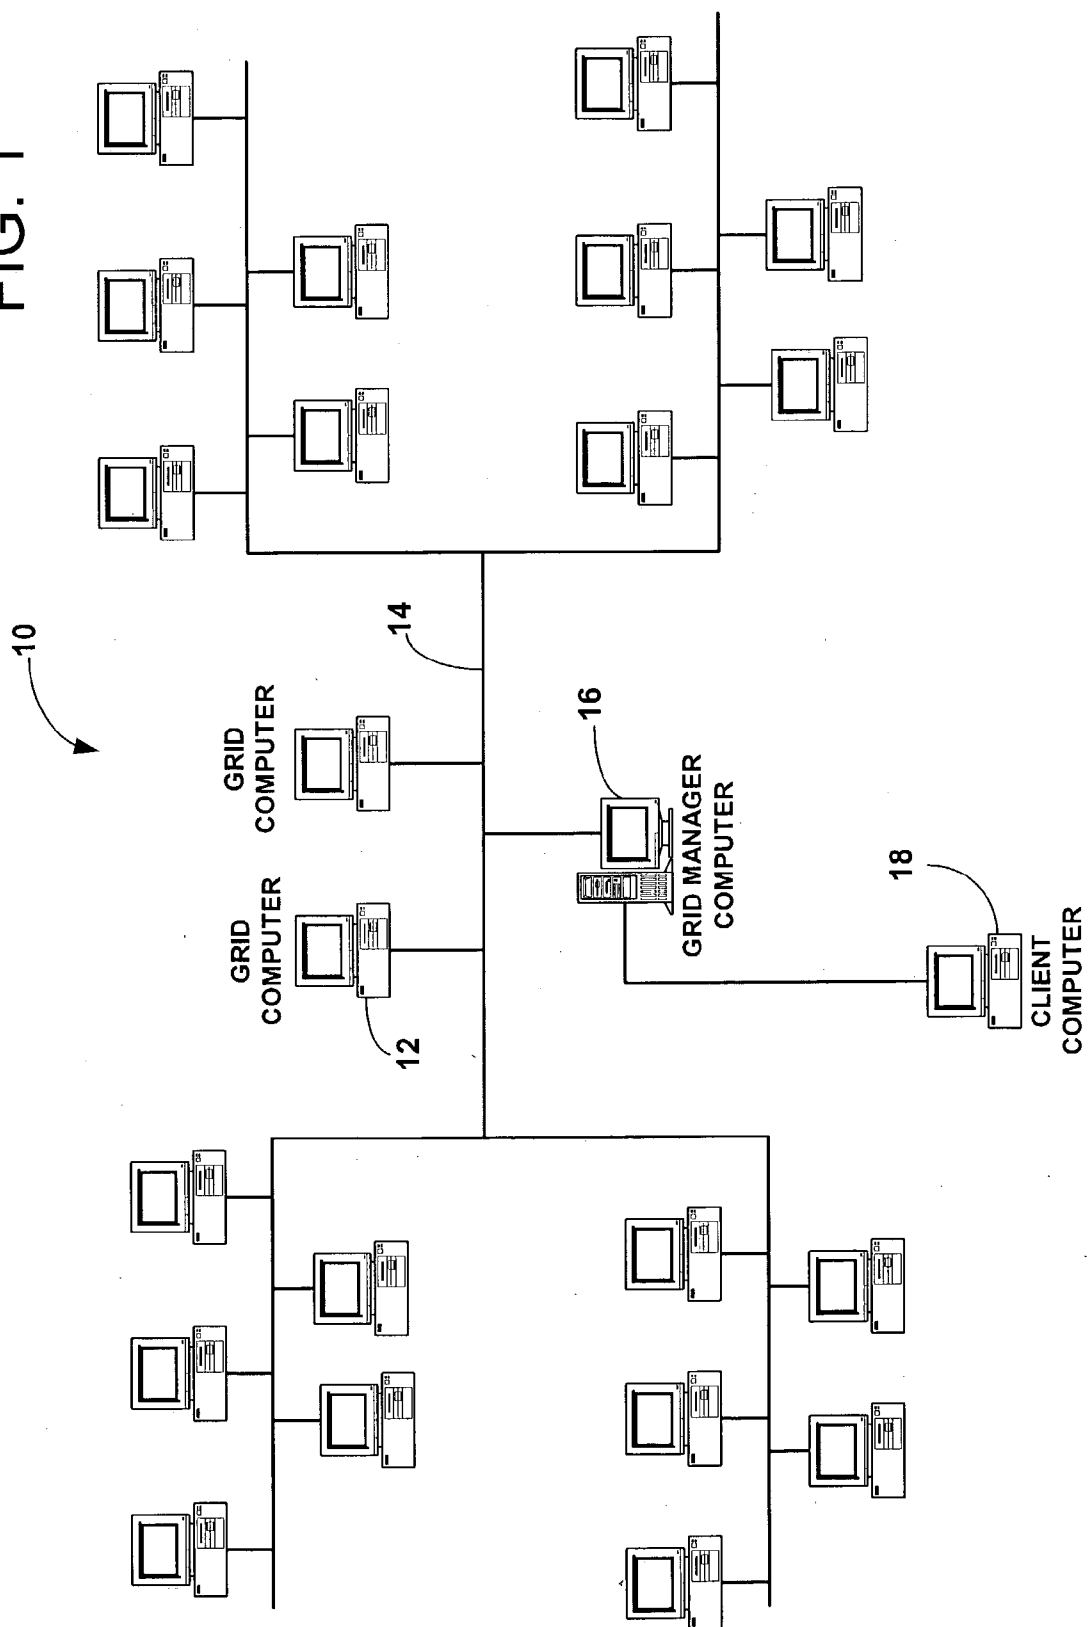 FIG. 1
10
GRID
COMPUTER
GRID
COMPUTER
12
14
16
GRID MANAGER
COMPUTER
18
CLIENT
COMPUTER